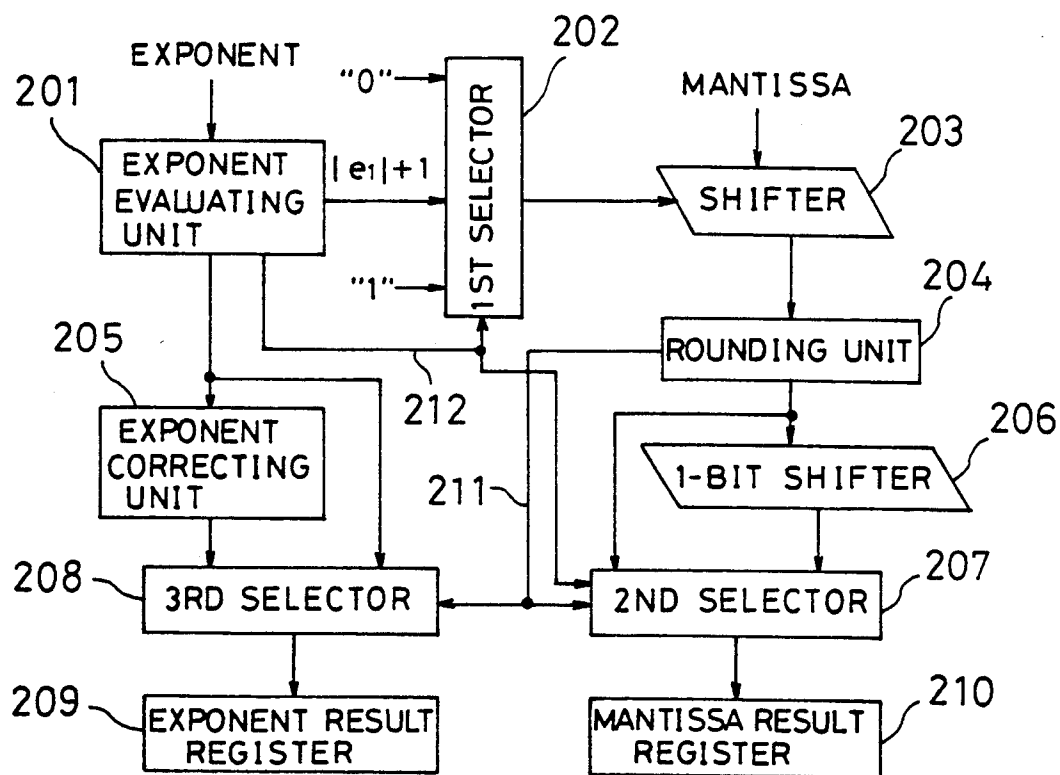 EXPONENT
202
201
"0"
MANTISSA
EXPONENT
EVALUATING
UNIT
|e1|+1
1ST SELECTOR
203
SHIFTER
"1"
204
205
ROUNDING UNIT
212
206
EXPONENT
CORRECTING
UNIT
211
1-BIT SHIFTER
208
3RD SELECTOR
2ND SELECTOR
207
209
EXPONENT RESULT
REGISTER
MANTISSA RESULT
REGISTER
210